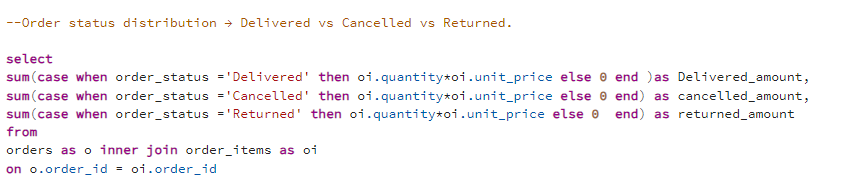 --Order status distribution → Delivered vs Cancelled vs Returned.
select
sum(case when order_status ='Delivered' then oi.quantity*oi.unit_price else 0 end )as Delivered_amount,
sum(case when order_status ='Cancelled' then oi.quantity*oi.unit_price else 0 end) as cancelled_amount,
sum(case when order_status ='Returned' then oi.quantity*oi.unit_price else 0  end) as returned_amount
from
orders as o inner join order_items as oi
on o.order_id = oi.order_id